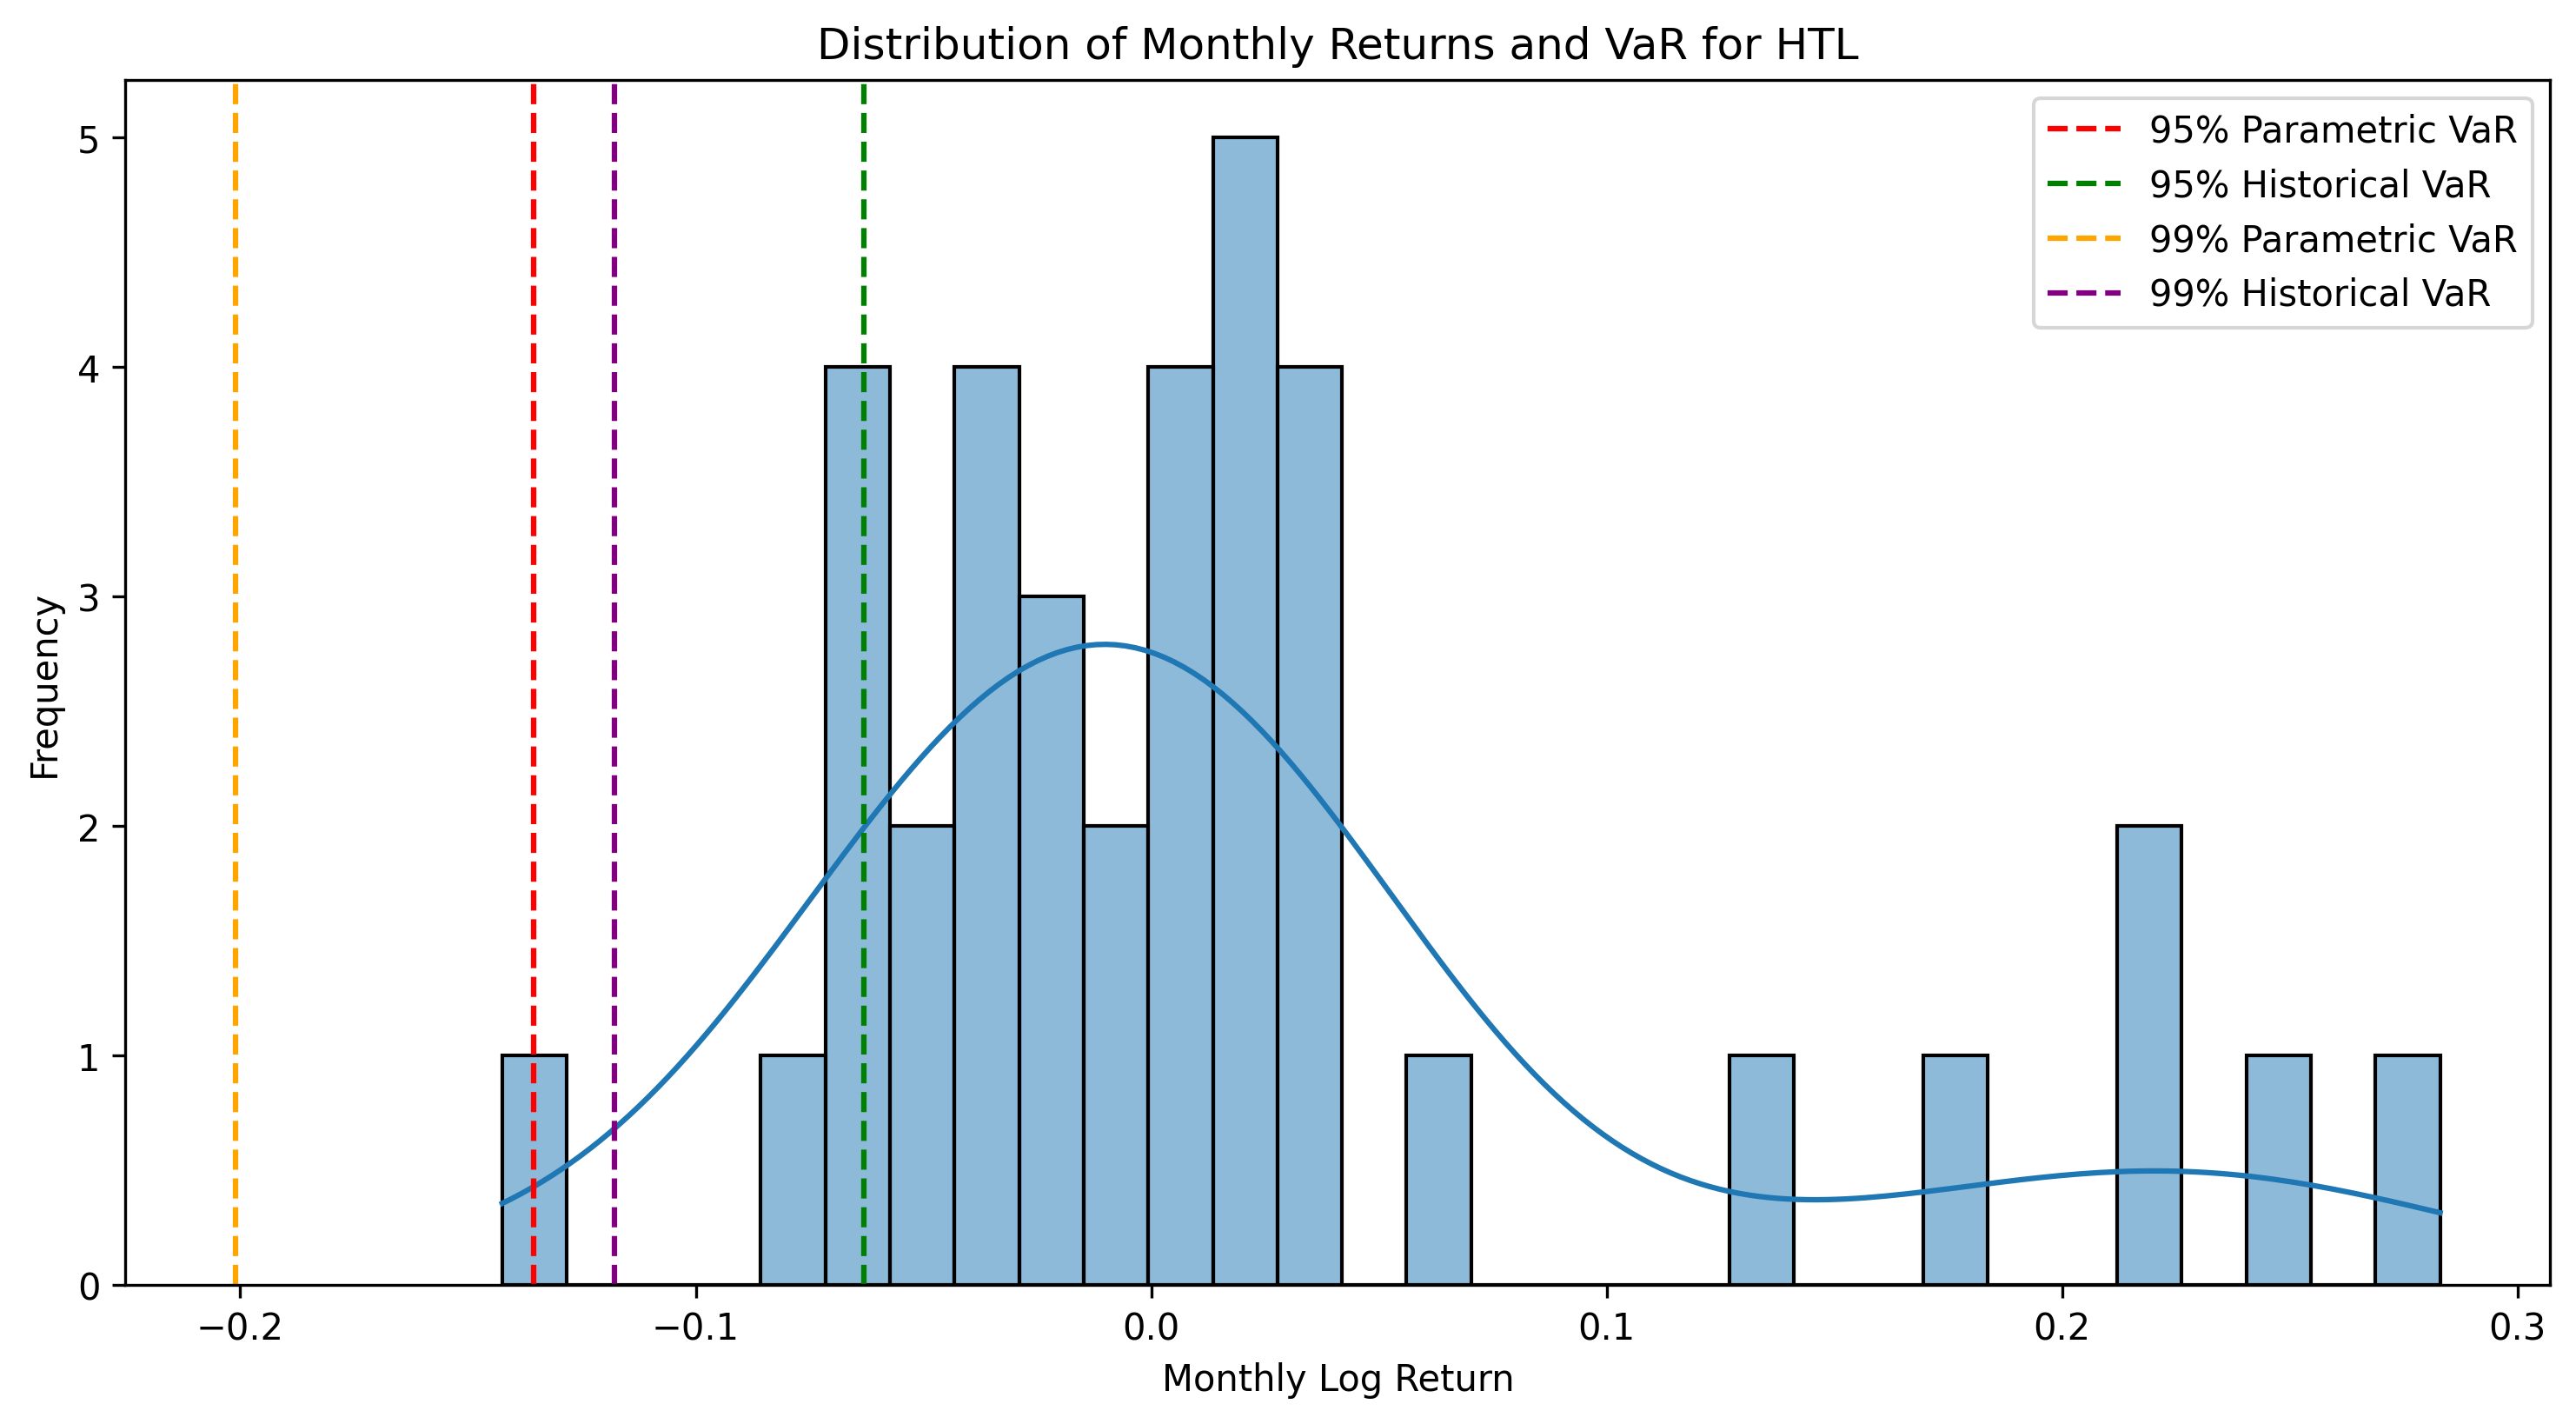 Distribution of Monthly Returns and VaR for HTL
95% Parametric VaR
95% Historical VaR
99% Parametric VaR
99% Historical VaR
Frequency
5
4
3
2
1
0
−0.2
−0.1
0.0
0.1
0.2
0.3
Monthly Log Return